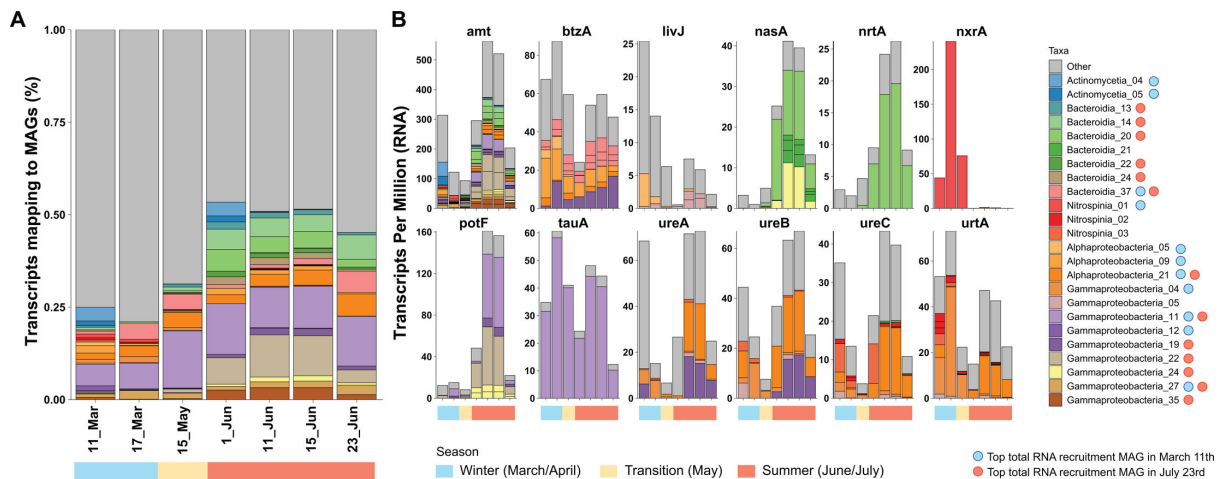 A
Transcripts mapping to MAGs (%)
1.00
0.75
0.50
0.25
0.00
11_Mar
17_Mar
15_May
1_Jun
11_Jun
15_Jun
23_Jun
B
Transcripts Per Million (RNA)
amt
500
400
300
200
100
0
btzA
80
60
40
20
0
livJ
25
20
15
10
5
0
nasA
40
30
20
10
0
nrtA
25
20
15
10
5
0
nxrA
200
100
0
potF
160
120
80
40
0
tauA
60
50
40
30
20
10
0
ureA
60
40
20
0
ureB
60
40
20
0
ureC
40
30
20
10
0
urtA
60
40
20
0
Taxa
Other
Actinomycetia_04
Actinomycetia_05
Bacteroidia_13
Bacteroidia_14
Bacteroidia_20
Bacteroidia_21
Bacteroidia_22
Bacteroidia_24
Bacteroidia_37
Nitrospinia_01
Nitrospinia_02
Nitrospinia_03
Alphaproteobacteria_05
Alphaproteobacteria_09
Alphaproteobacteria_21
Gammaproteobacteria_04
Gammaproteobacteria_05
Gammaproteobacteria_11
Gammaproteobacteria_12
Gammaproteobacteria_19
Gammaproteobacteria_22
Gammaproteobacteria_24
Gammaproteobacteria_27
Gammaproteobacteria_35
Season
Winter (March/April)
Transition (May)
Summer (June/July)
Top total RNA recruitment MAG in March 11th
Top total RNA recruitment MAG in July 23rd